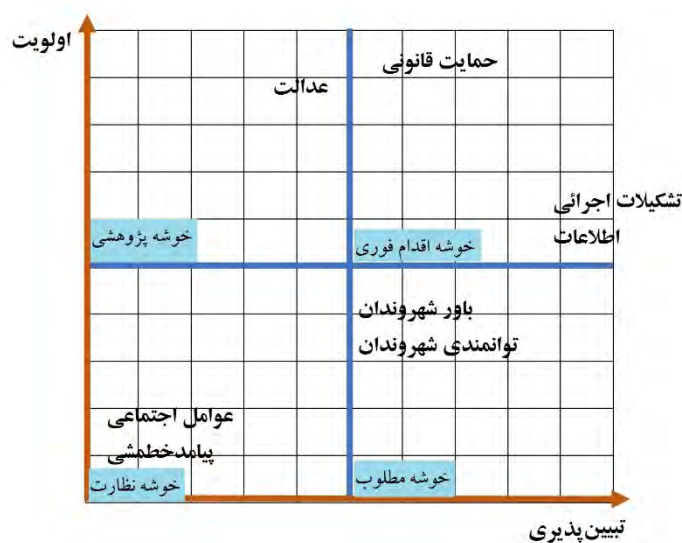 اولویت
حمایت قانونی
عدالت
تشکیلات اجرائی
اطلاعات
خوشه پژوهشی
خوشه اقدام فوری
باور شهروندان
توانمندی شهروندان
عوامل اجتماعی
پیامدخطمشی
خوشه نظارت
خوشه مطلوب
تبیین‌پذیری